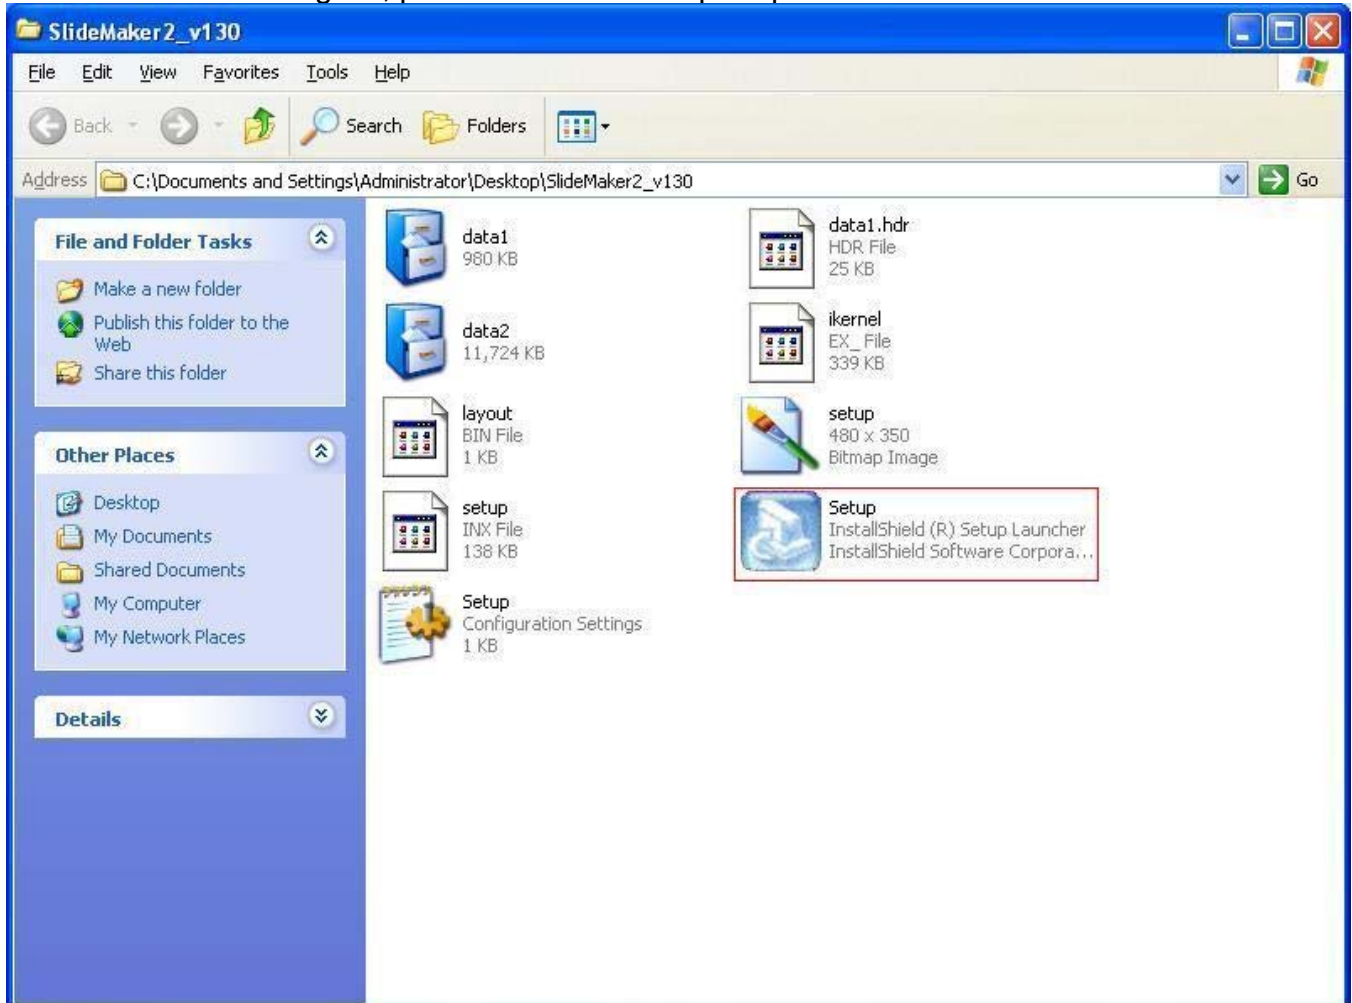 SlideMaker2_v130
File Edit View Favorites Tools Help
Back Search Folders
Address C:\Documents and Settings\Administrator\Desktop\SlideMaker2_v130 Go
File and Folder Tasks
Make a new folder
Publish this folder to the
Web
Share this folder
Other Places
Desktop
My Documents
Shared Documents
My Computer
My Network Places
Details
data1
980 KB
data1.hdr
HDR File
25 KB
data2
11,724 KB
ikernel
EX_ File
339 KB
layout
BIN File
1 KB
setup
480 x 350
Bitmap Image
setup
INX File
138 KB
Setup
InstallShield (R) Setup Launcher
InstallShield Software Corpora...
Setup
Configuration Settings
1 KB